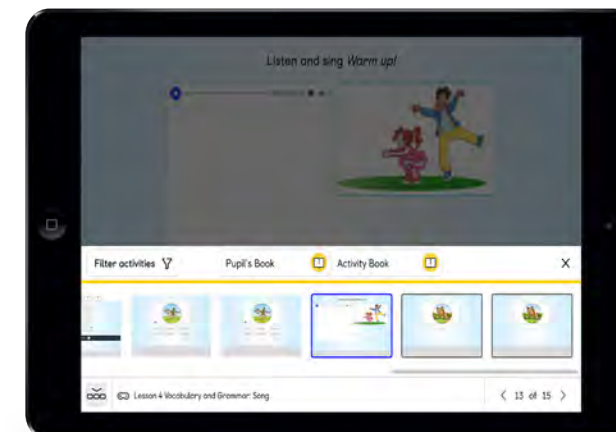 Listen and sing Warm up!
Filter activities
Pupil's Book
Activity Book
Lesson 4 Vocabulary and Grammar: Song
13 of 15